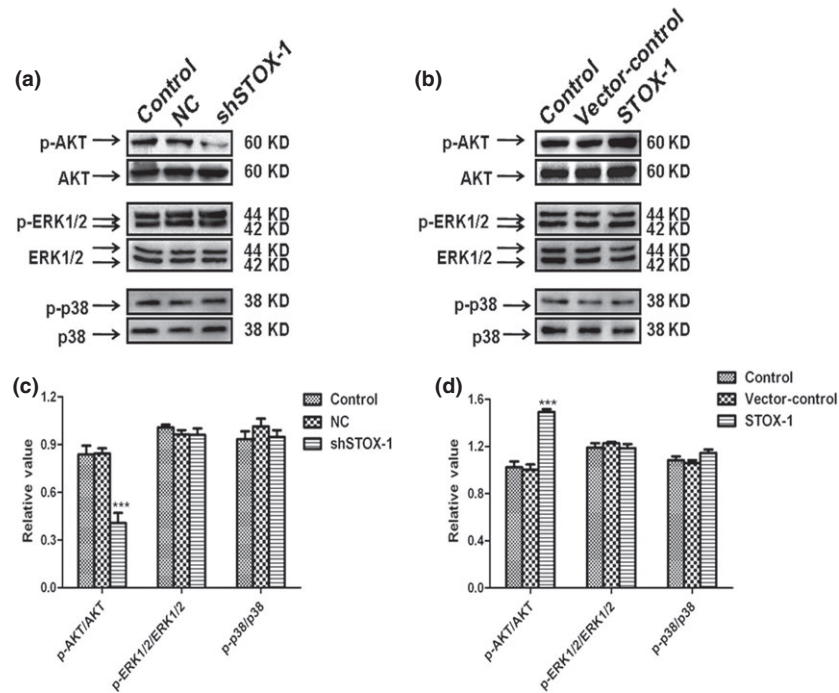 (a)
Control
NC
shSTOX-1
p-AKT
60 KD
AKT
60 KD
p-ERK1/2
44 KD
42 KD
ERK1/2
44 KD
42 KD
p-p38
38 KD
p38
38 KD
(b)
Control
Vector-control
STOX-1
p-AKT
60 KD
AKT
60 KD
p-ERK1/2
44 KD
42 KD
ERK1/2
44 KD
42 KD
p-p38
38 KD
p38
38 KD
(c)
Control
NC
shSTOX-1
Relative value
1.2
0.9
0.6
0.3
0.0
***
p-AKT/AKT
p-ERK1/2/ERK1/2
p-p38/p38
(d)
Control
Vector-control
STOX-1
Relative value
1.6
1.2
0.8
0.4
0.0
***
p-AKT/AKT
p-ERK1/2/ERK1/2
p-p38/p38